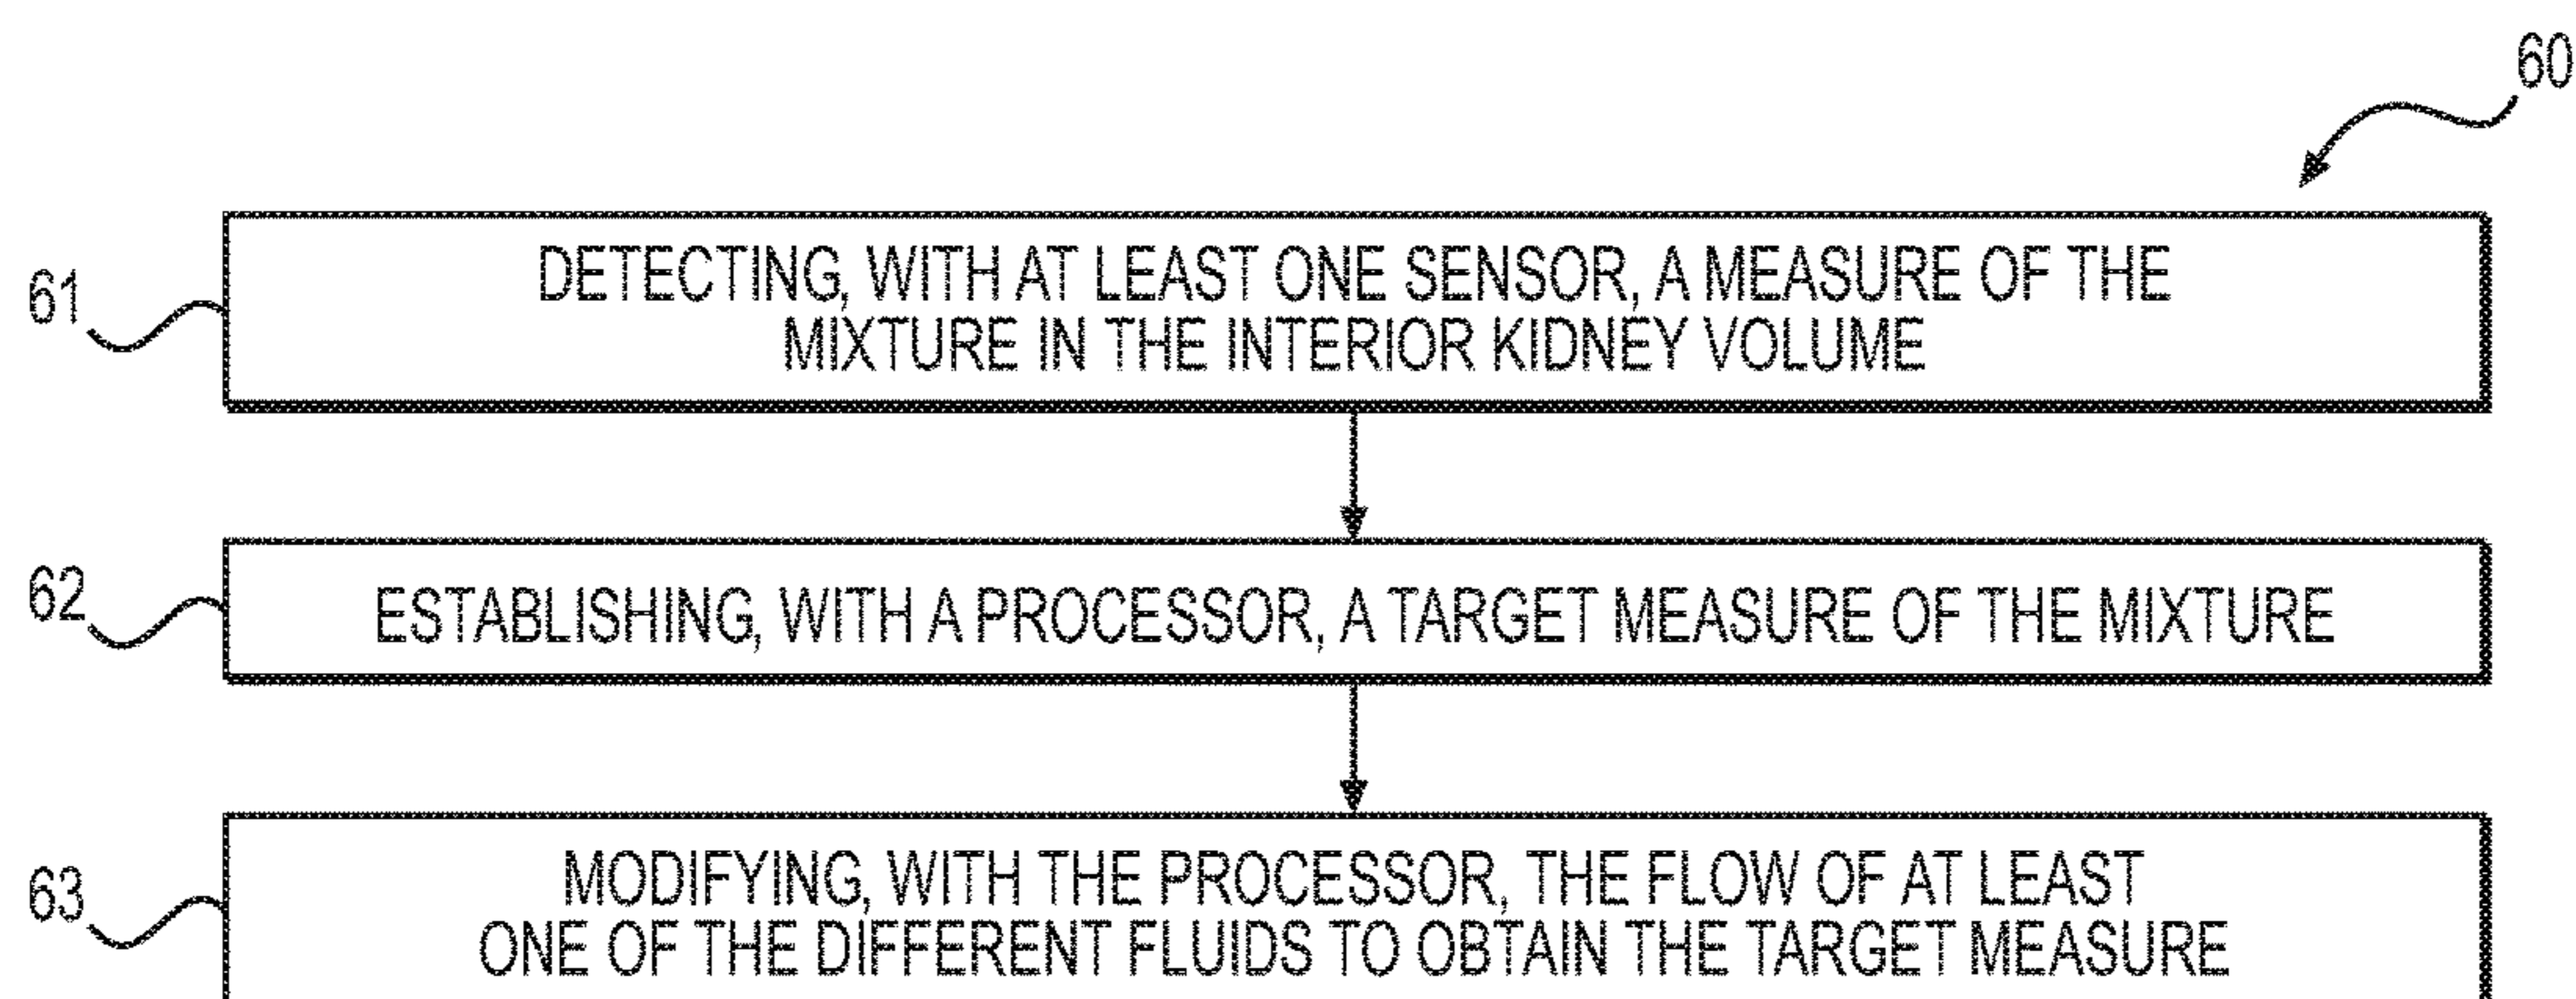 60
61
DETECTING, WITH AT LEAST ONE SENSOR, A MEASURE OF THE
MIXTURE IN THE INTERIOR KIDNEY VOLUME
62
ESTABLISHING, WITH A PROCESSOR, A TARGET MEASURE OF THE MIXTURE
63
MODIFYING, WITH THE PROCESSOR, THE FLOW OF AT LEAST
ONE OF THE DIFFERENT FLUIDS TO OBTAIN THE TARGET MEASURE